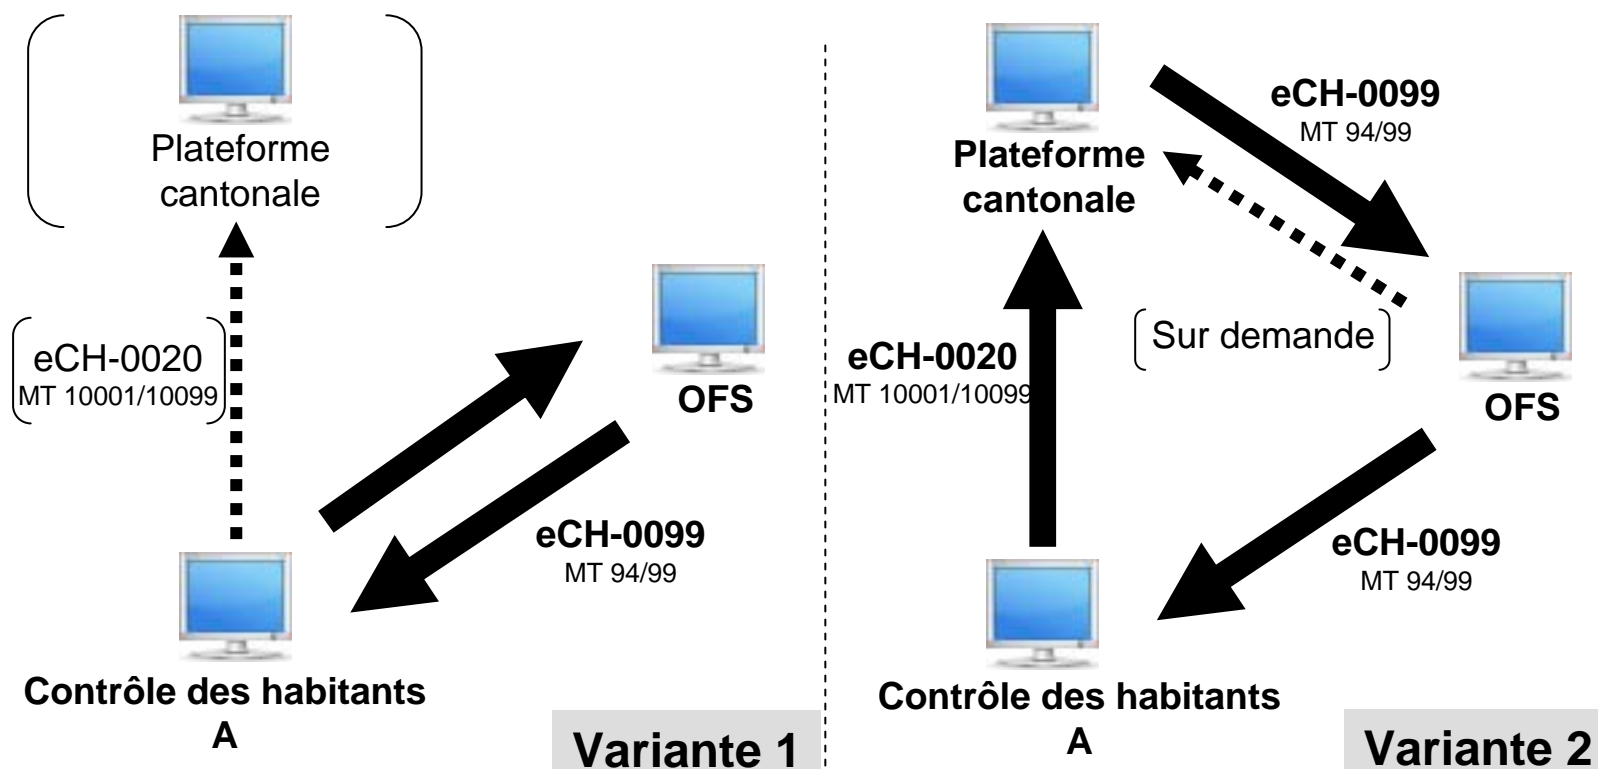 Plateforme
cantonale
eCH-0020
MT 10001/10099
OFS
eCH-0099
MT 94/99
Contrôle des habitants
A
Variante 1
eCH-0099
MT 94/99
Plateforme
cantonale
Sur demande
eCH-0020
MT 10001/10099
OFS
eCH-0099
MT 94/99
Contrôle des habitants
A
Variante 2